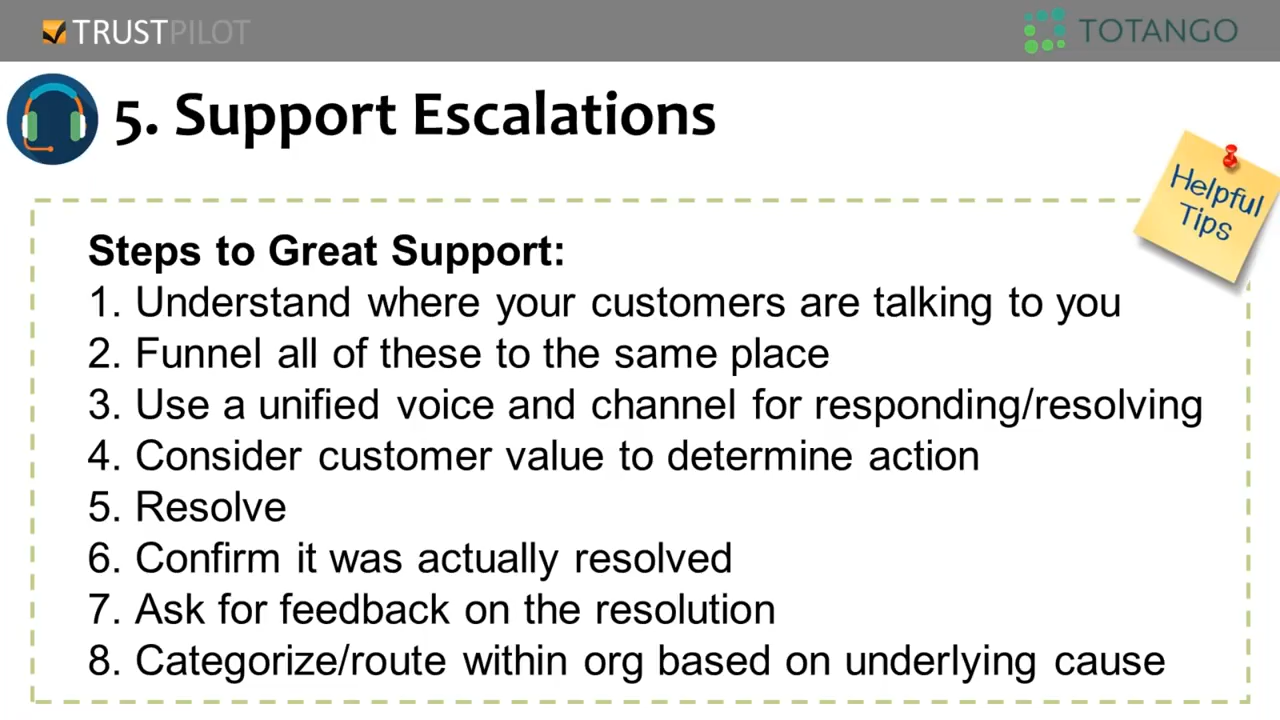 TRUSTPILOT
TOTANGO
5. Support Escalations
Helpful
Tips
Steps to Great Support:
1. Understand where your customers are talking to you
2. Funnel all of these to the same place
3. Use a unified voice and channel for responding/resolving
4. Consider customer value to determine action
5. Resolve
6. Confirm it was actually resolved
7. Ask for feedback on the resolution
8. Categorize/route within org based on underlying cause